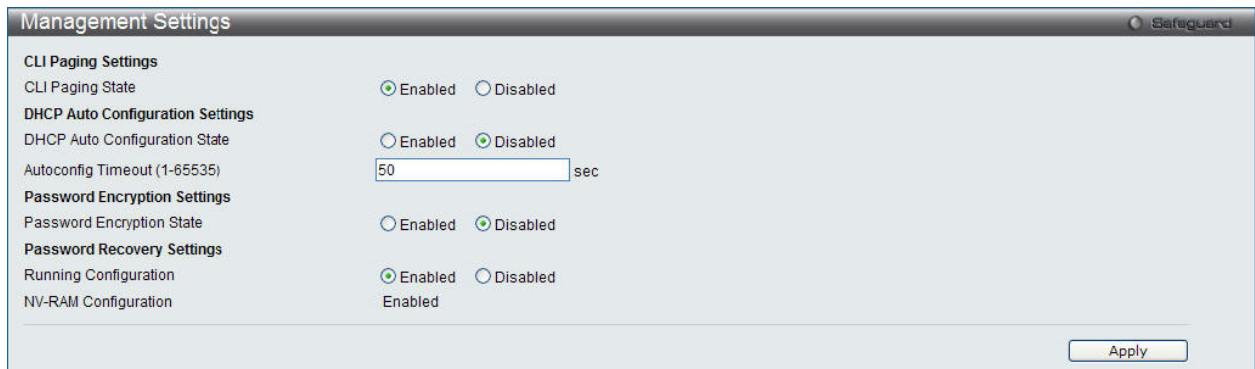 Management Settings
Safeguard
CLI Paging Settings
CLI Paging State Enabled Disabled
DHCP Auto Configuration Settings
DHCP Auto Configuration State Enabled Disabled
Autoconfig Timeout (1-65535) 50 sec
Password Encryption Settings
Password Encryption State Enabled Disabled
Password Recovery Settings
Running Configuration Enabled Disabled
NV-RAM Configuration Enabled
Apply